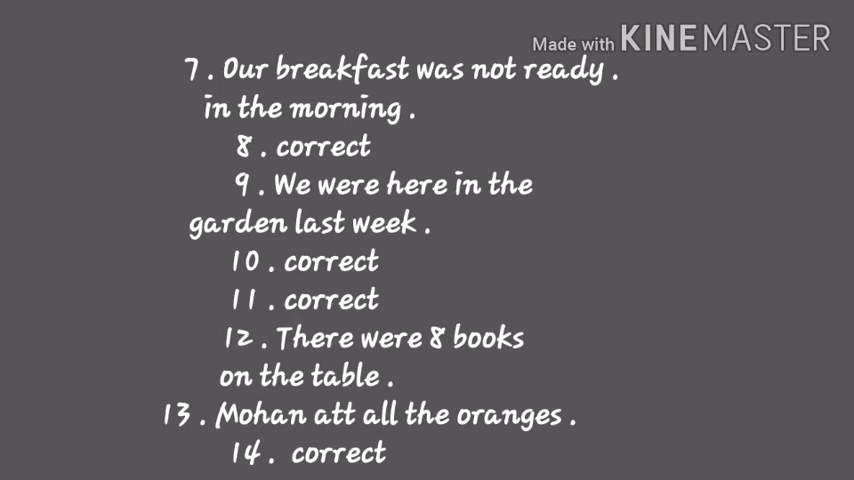 Made with KINEMASTER
7 . Our breakfast was not ready .
in the morning .
8 . correct
9 . We were here in the
garden last week .
10 . correct
11 . correct
12 . There were 8 books
on the table .
13 . Mohan att all the oranges .
14 . correct